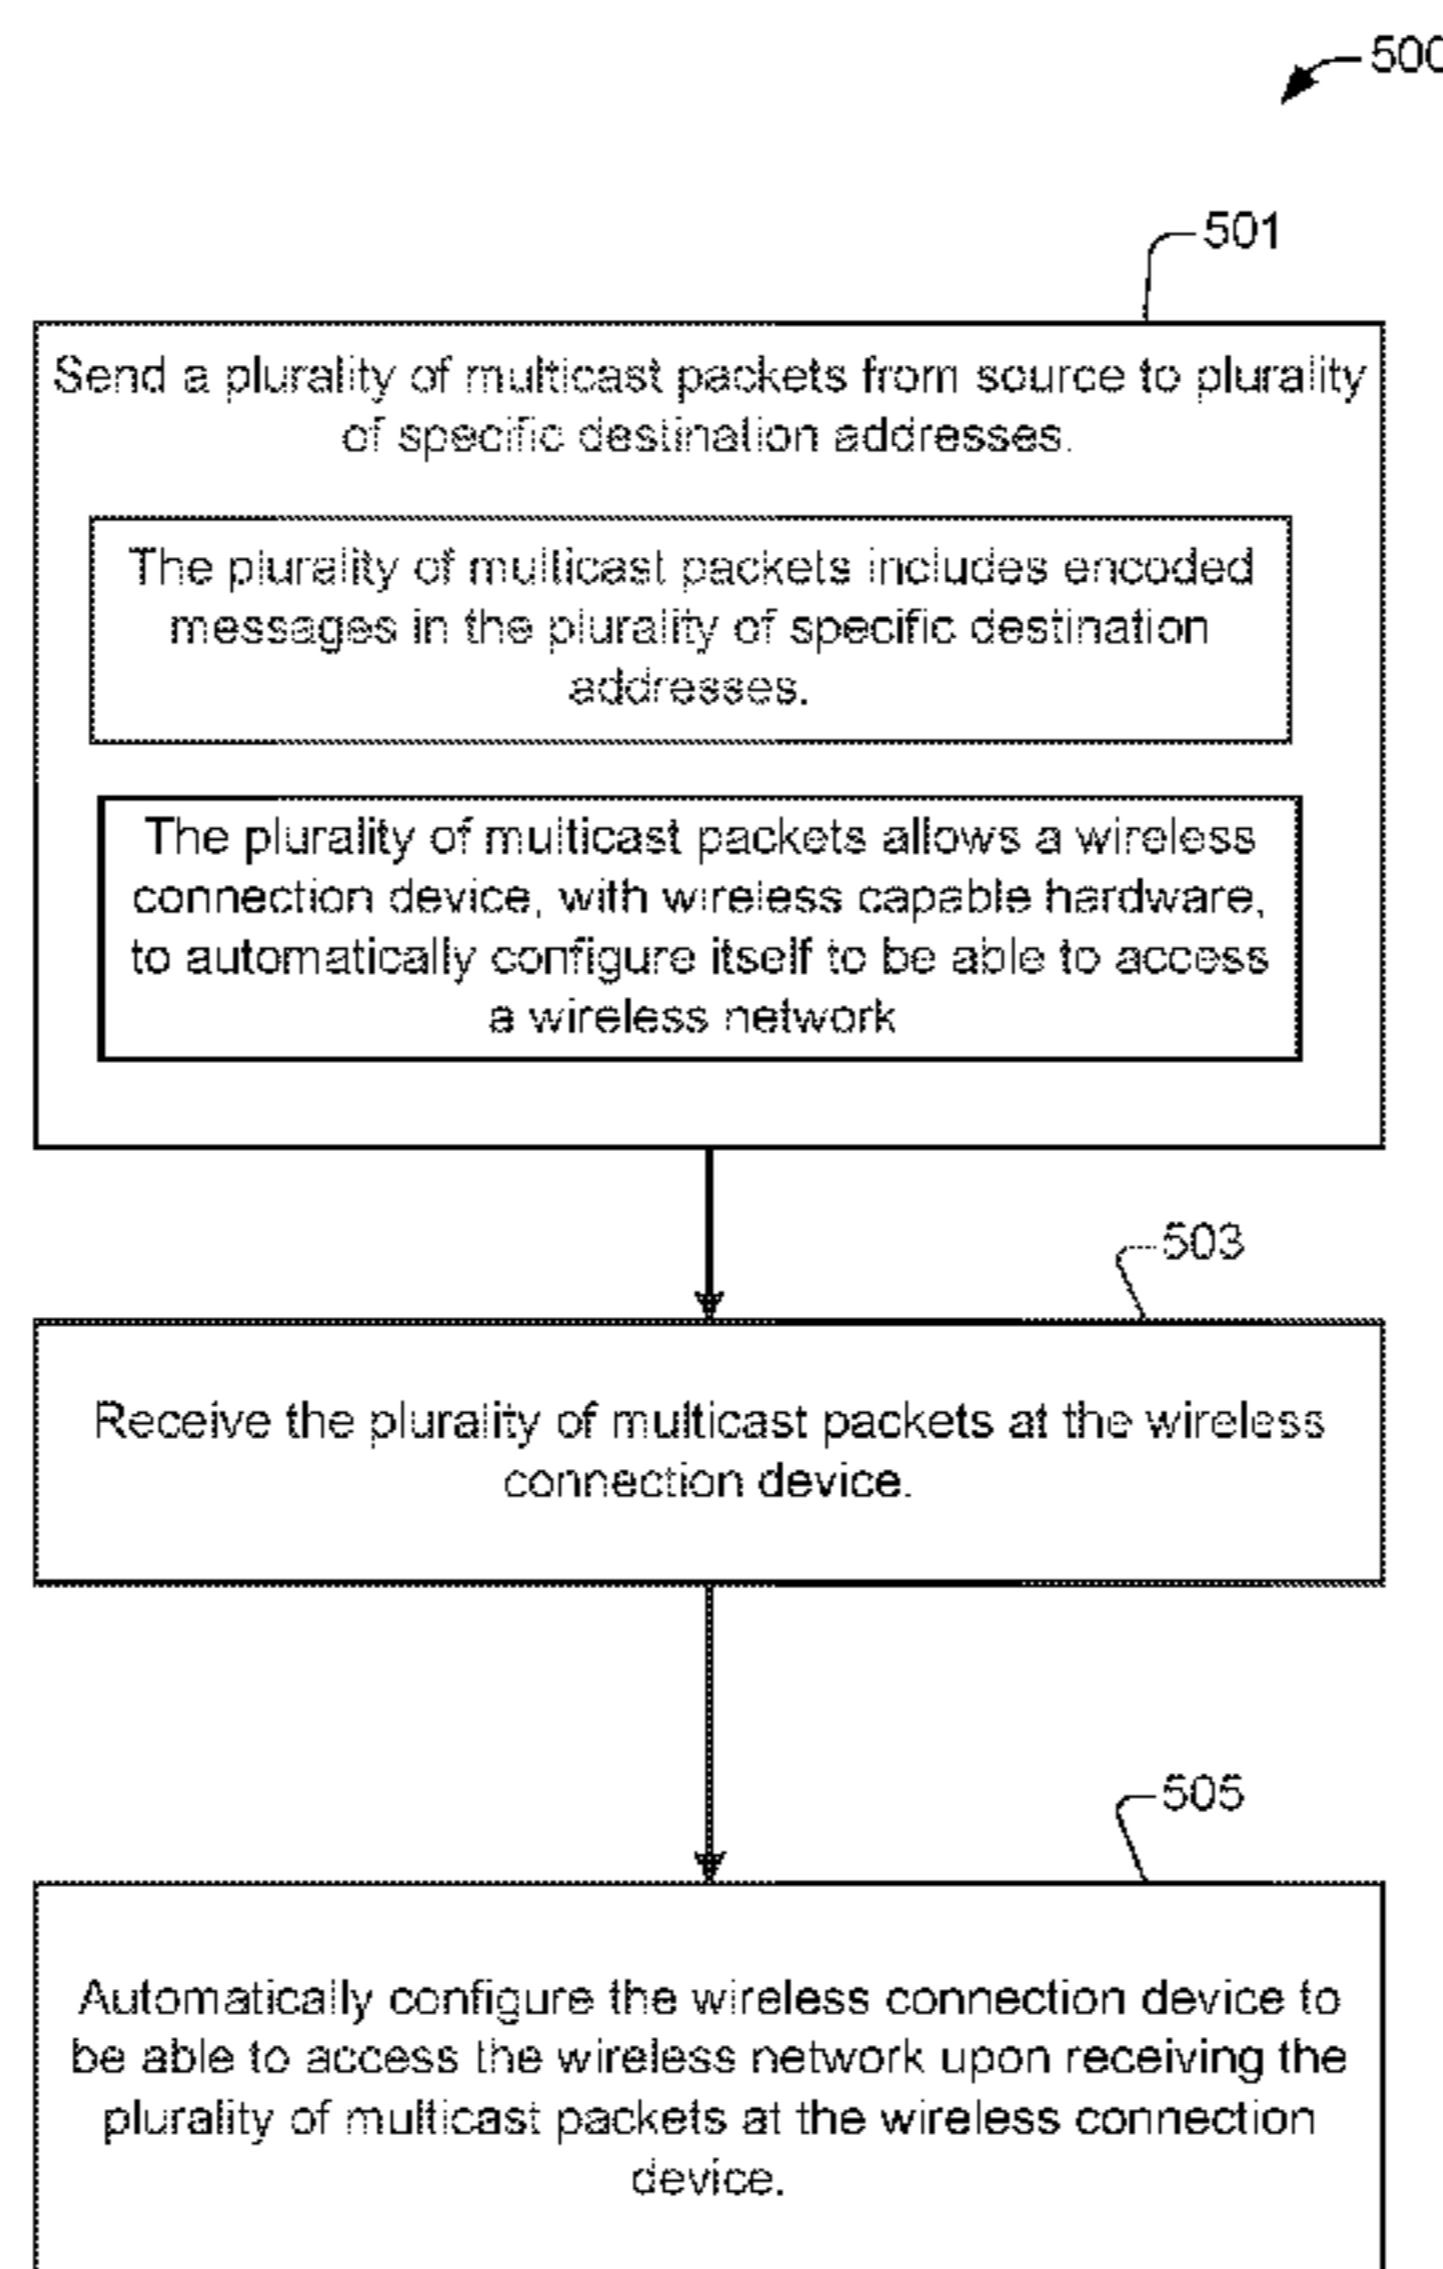 500
501
Send a plurality of multicast packets from source to plurality
of specific destination addresses.
The plurality of multicast packets includes encoded
messages in the plurality of specific destination
addresses.
The plurality of multicast packets allows a wireless
connection device, with wireless capable hardware,
to automatically configure itself to be able to access
a wireless network
503
Receive the plurality of multicast packets at the wireless
connection device.
505
Automatically configure the wireless connection device to
be able to access the wireless network upon receiving the
plurality of multicast packets at the wireless connection
device.